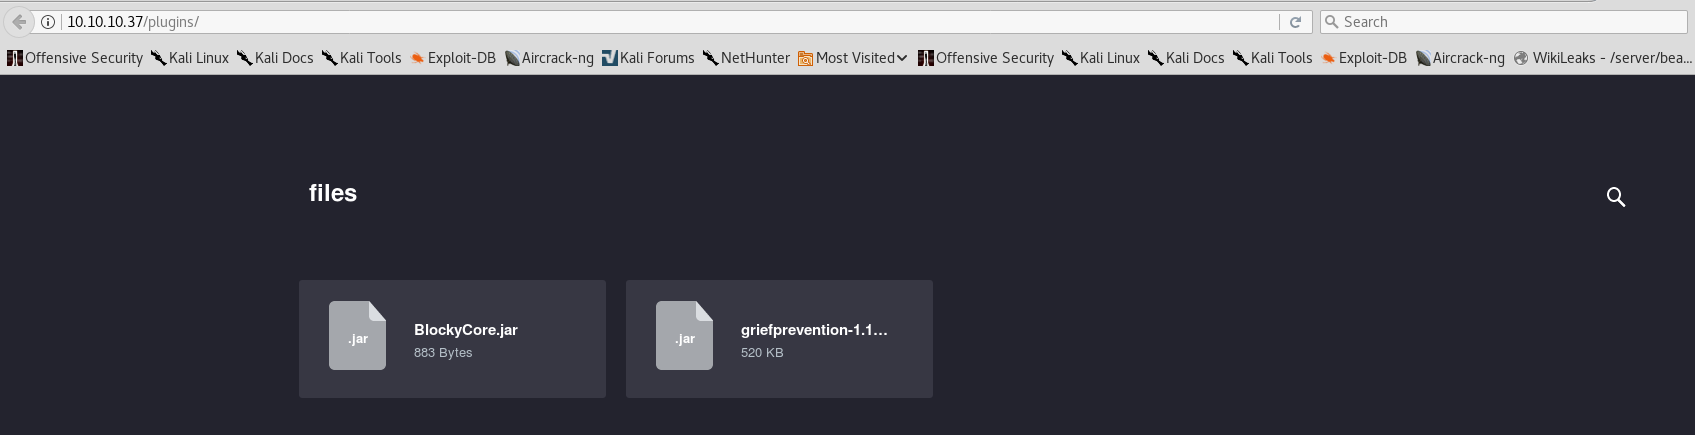 10.10.10.37/plugins/
Search
Offensive Security Kali Linux Kali Docs Kali Tools Exploit-DB Aircrack-ng Kali Forums NetHunter Most Visited Offensive Security Kali Linux Kali Docs Kali Tools Exploit-DB Aircrack-ng WikiLeaks - /server/bea...
files
.jar
BlockyCore.jar
883 Bytes
.jar
griefprevention-1.1...
520 KB